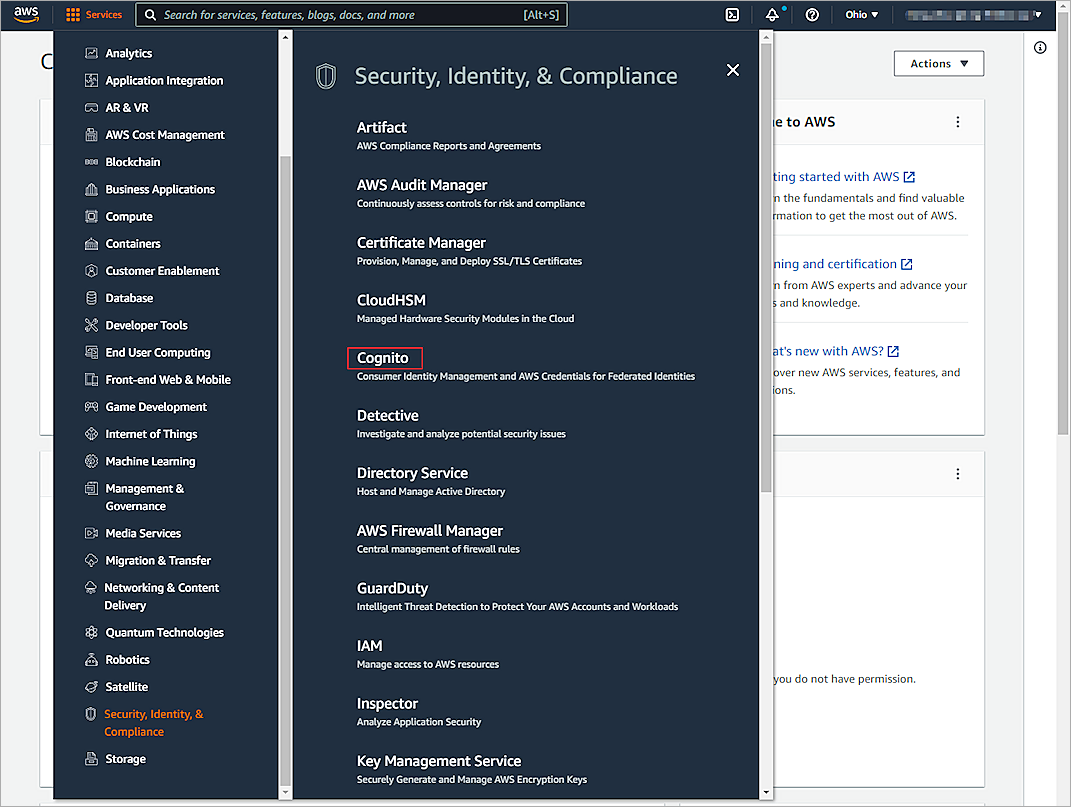 aws
Services
Search for services, features, blogs, docs, and more
[Alt+S]
Ohio
C
Actions
Analytics
Application Integration
AR & VR
AWS Cost Management
Blockchain
Business Applications
Compute
Containers
Customer Enablement
Database
Developer Tools
End User Computing
Front-end Web & Mobile
Game Development
Internet of Things
Machine Learning
Management &
Governance
Media Services
Migration & Transfer
Networking & Content
Delivery
Quantum Technologies
Robotics
Satellite
Security, Identity, &
Compliance
Storage
Security, Identity, & Compliance
Artifact
AWS Compliance Reports and Agreements
AWS Audit Manager
Continuously assess controls for risk and compliance
Certificate Manager
Provision, Manage, and Deploy SSL/TLS Certificates
CloudHSM
Managed Hardware Security Modules in the Cloud
Cognito
Consumer Identity Management and AWS Credentials for Federated Identities
Detective
Investigate and analyze potential security issues
Directory Service
Host and Manage Active Directory
AWS Firewall Manager
Central management of firewall rules
GuardDuty
Intelligent Threat Detection to Protect Your AWS Accounts and Workloads
IAM
Manage access to AWS resources
Inspector
Analyze Application Security
Key Management Service
Securely Generate and Manage AWS Encryption Keys
e to AWS
ting started with AWS
n the fundamentals and find valuable
rmation to get the most out of AWS.
ning and certification
n from AWS experts and advance your
s and knowledge.
at's new with AWS?
over new AWS services, features, and
ions.
you do not have permission.